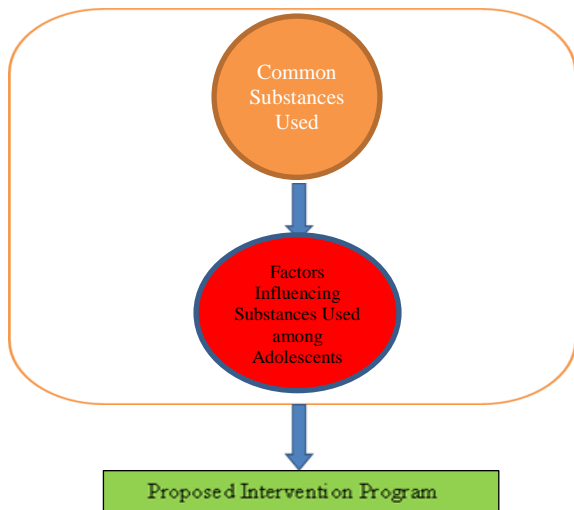 Common
Substances
Used
Factors
Influencing
Substances Used
among
Adolescents
Proposed Intervention Program